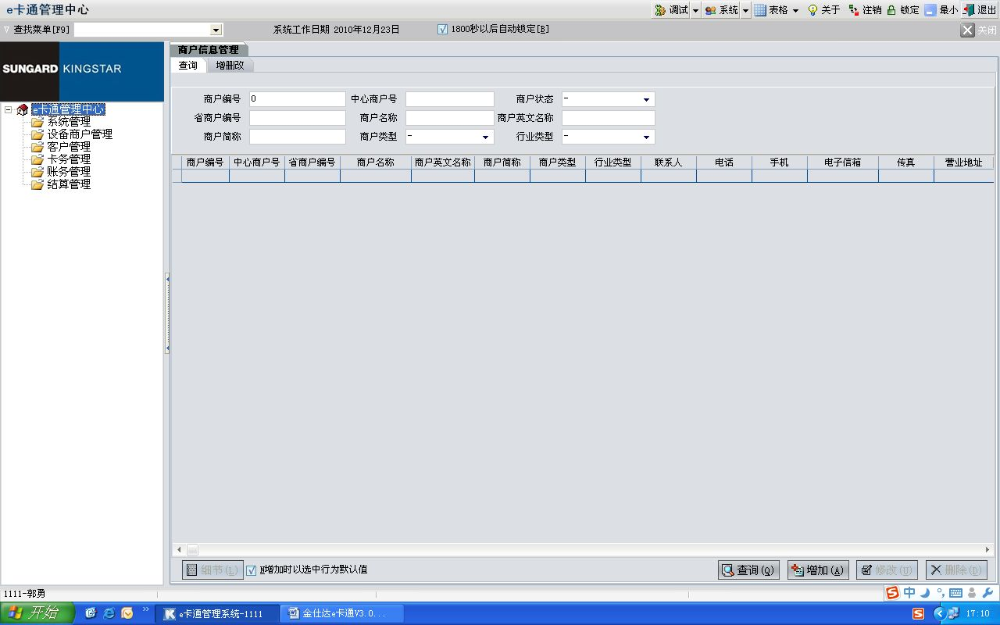 e卡通管理中心 调试 系统 表格 关于 注销 锁定 最小 退出
查找菜单[F9] 系统工作日期 2010年12月23日 1800秒以后自动锁定[B] 关闭
SUNGARD KINGSTAR
e卡通管理中心
系统管理
设备商户管理
客户管理
卡务管理
账务管理
结算管理
商户信息管理
查询 增删改
商户编号 0 中心商户号 商户状态 -
省商户编号 商户名称 商户英文名称
商户简称 商户类型 - 行业类型 -
商户编号 中心商户号 省商户编号 商户名称 商户英文名称 商户简称 商户类型 行业类型 联系人 电话 手机 电子信箱 传真 营业地址
细节(L) N增加时以选中行为默认值 查询(Q) 增加(A) 修改(U) 删除(D)
1111-郭勇 中
开始 e卡通管理系统-1111 金仕达e卡通V3.0... 17:10